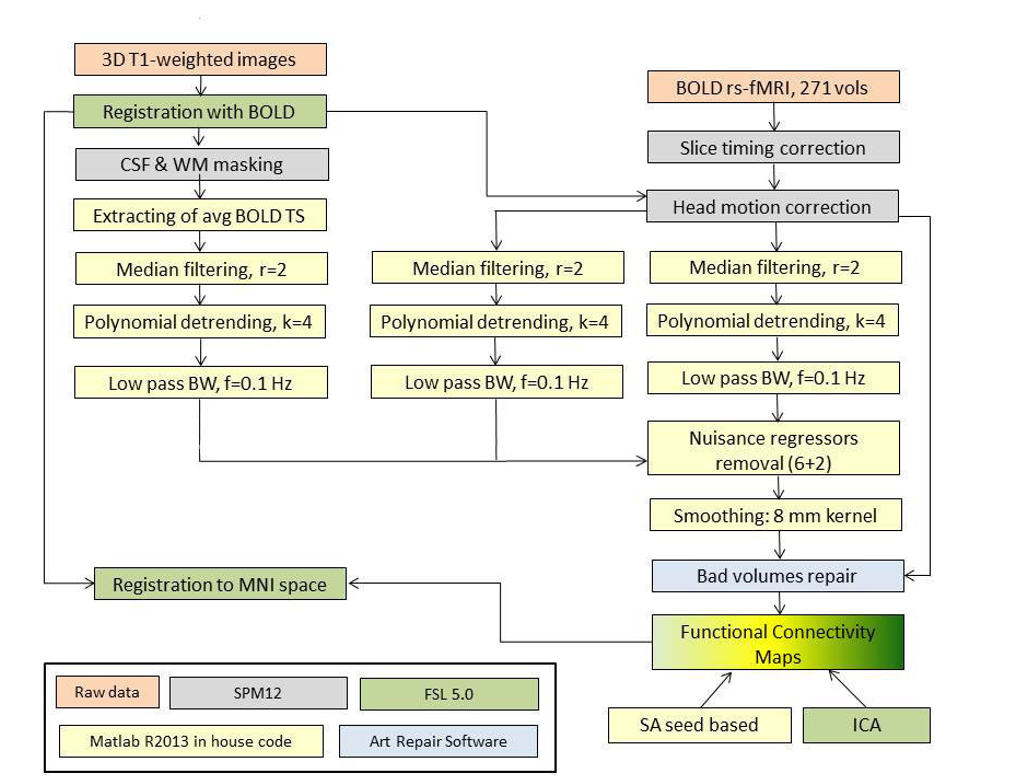 3D T1-weighted images
Registration with BOLD
CSF & WM masking
Extracting of avg BOLD TS
Median filtering, r=2
Polynomial detrending, k=4
Low pass BW, f=0.1 Hz
Median filtering, r=2
Polynomial detrending, k=4
Low pass BW, f=0.1 Hz
BOLD rs-fMRI, 271 vols
Slice timing correction
Head motion correction
Median filtering, r=2
Polynomial detrending, k=4
Low pass BW, f=0.1 Hz
Nuisance regressors
removal (6+2)
Smoothing: 8 mm kernel
Bad volumes repair
Functional Connectivity
Maps
SA seed based
ICA
Registration to MNI space
Raw data
SPM12
FSL 5.0
Matlab R2013 in house code
Art Repair Software